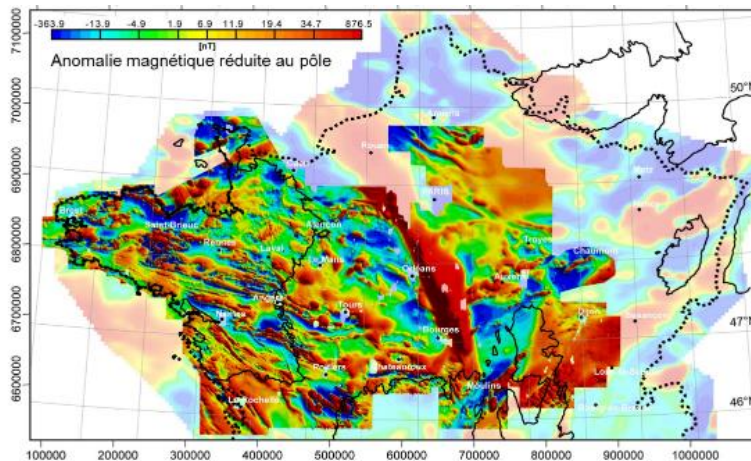 -363.9 -13.9 -4.9 1.9 6.9 11.9 19.4 34.7 876.5
[nT]
Anomalie magnétique réduite au pôle
7100000
50°N
7000000
Rouen
Metz
6900000
Brest
Saint-Brieuc
Alençon
Rennes
Laval
Le Mans
Troyes
Chaumont
6800000
Orléans
Auxerre
Angers
Tours
Nantes
Dijon
Besançon
47°N
6700000
Bourges
Poitiers
Chateauroux
Moulins
6600000
La Rochelle
46°N
100000 200000 300000 400000 500000 600000 700000 800000 900000 1000000